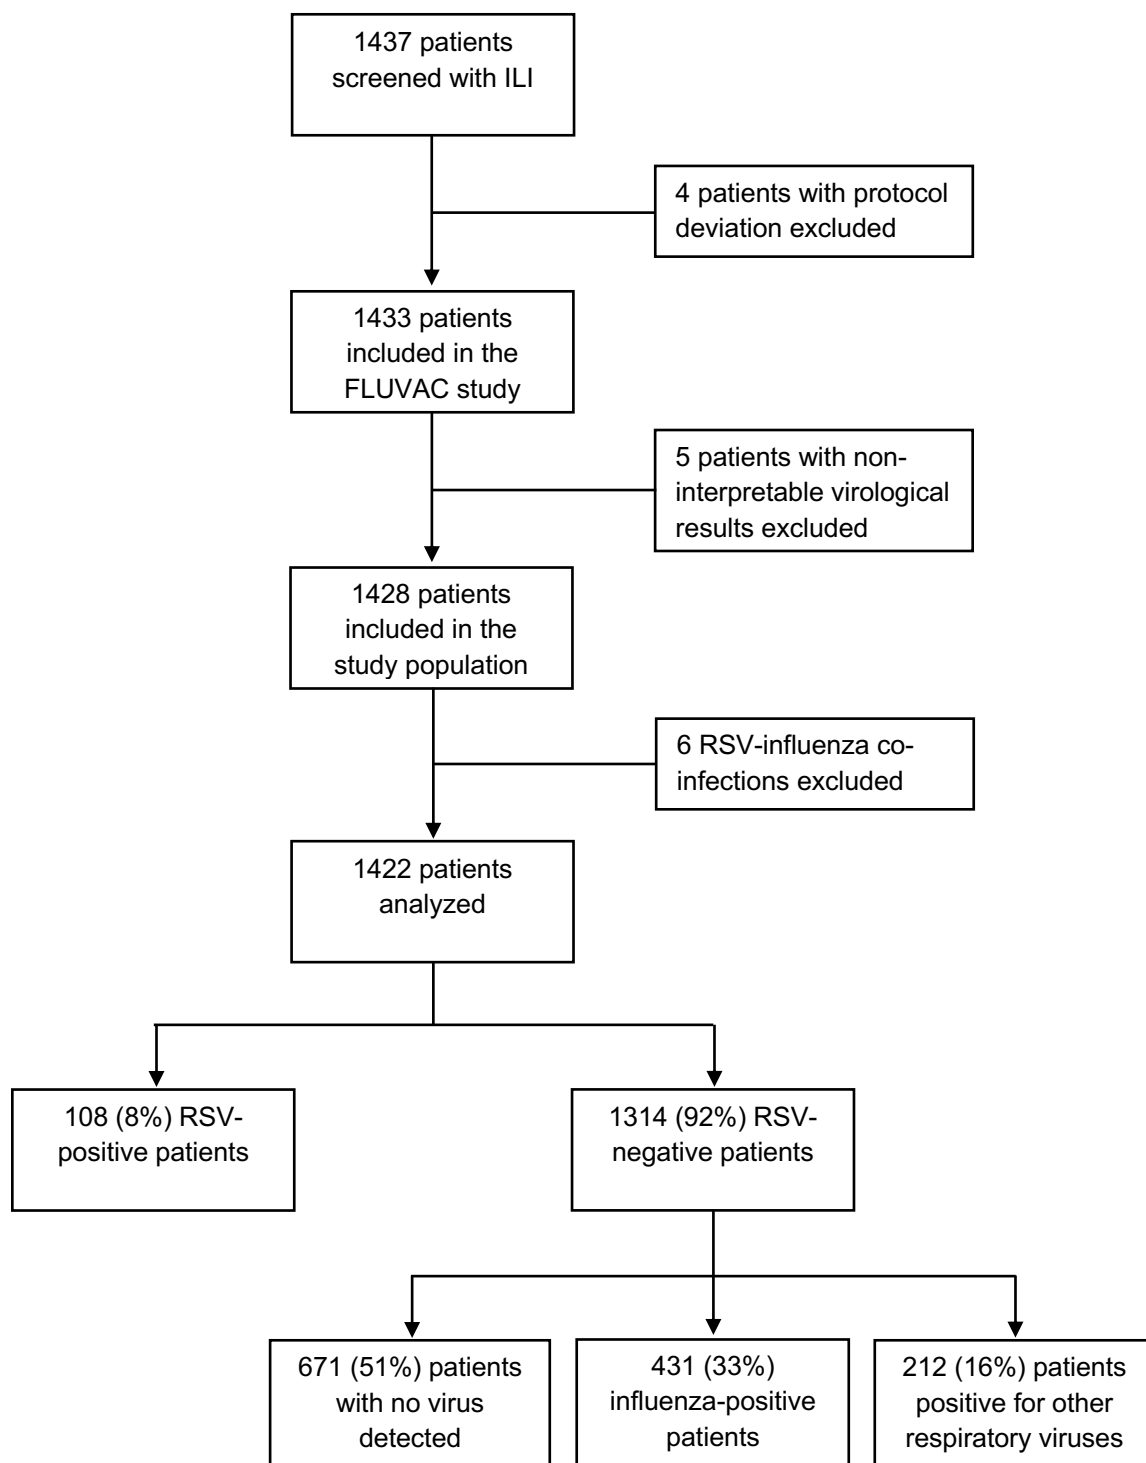 1437 patients
screened with ILI
4 patients with protocol
deviation excluded
1433 patients
included in the
FLUVAC study
5 patients with non-
interpretable virological
results excluded
1428 patients
included in the
study population
6 RSV-influenza co-
infections excluded
1422 patients
analyzed
108 (8%) RSV-
positive patients
1314 (92%) RSV-
negative patients
671 (51%) patients
with no virus
detected
431 (33%)
influenza-positive
patients
212 (16%) patients
positive for other
respiratory viruses